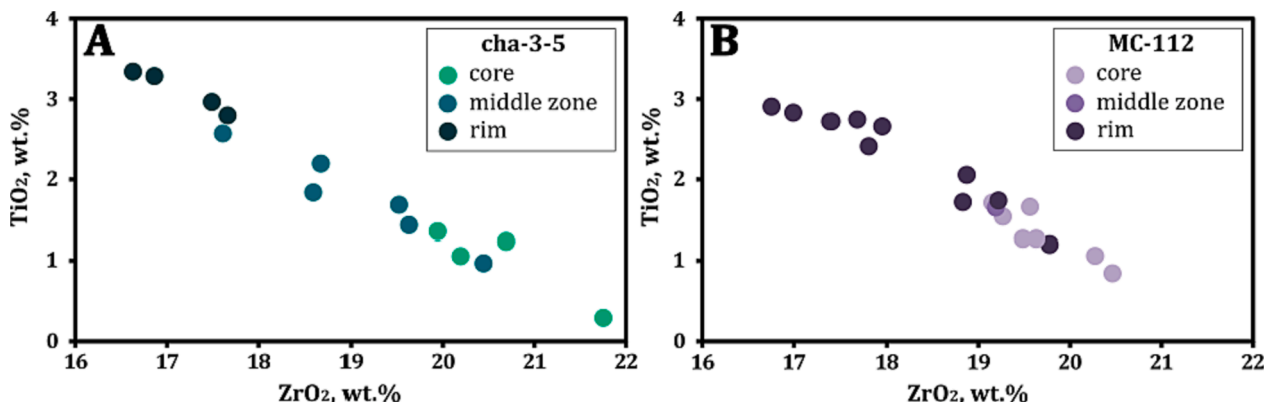 A
cha-3-5
core
middle zone
rim
4
3
2
1
0
TiO2, wt.%
16 17 18 19 20 21 22
ZrO2, wt.%
B
MC-112
core
middle zone
rim
4
3
2
1
0
TiO2, wt.%
16 17 18 19 20 21 22
ZrO2, wt.%